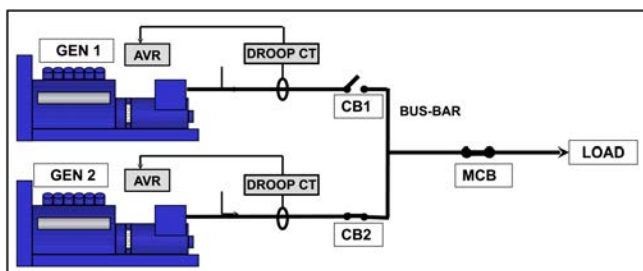 GEN 1
AVR
DROOP CT
CB1
BUS-BAR
GEN 2
AVR
DROOP CT
CB2
MCB
LOAD